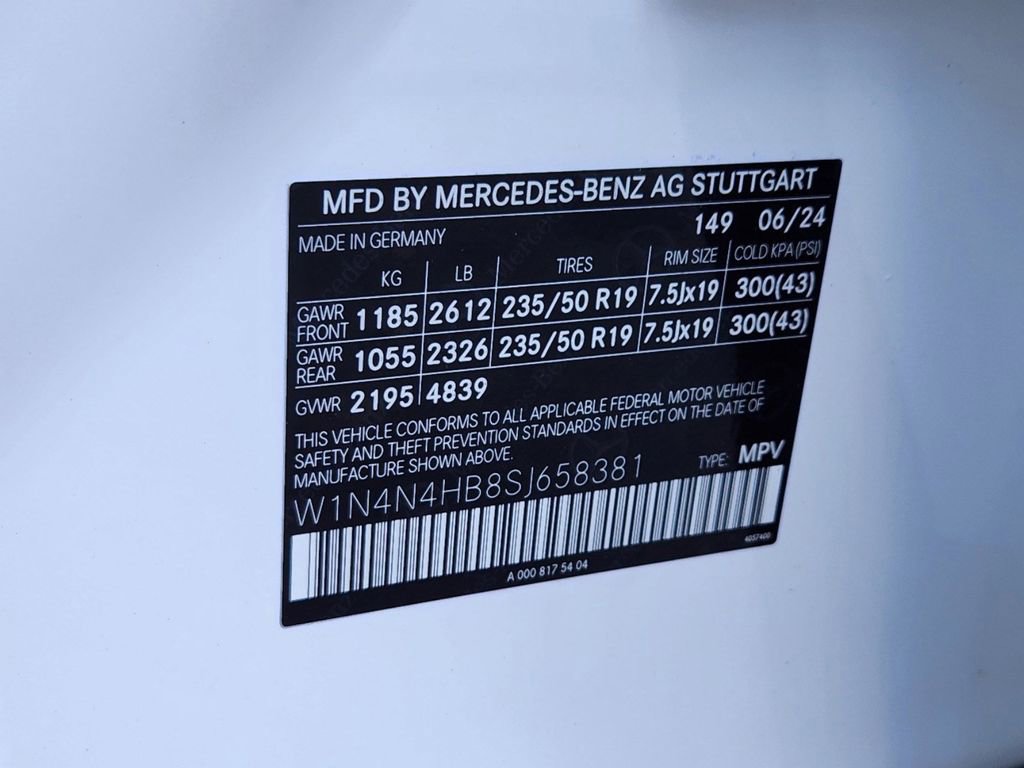 MFD BY MERCEDES-BENZ AG STUTTGART
MADE IN GERMANY 149 06/24
KG LB TIRES RIM SIZE COLD KPA (PSI)
GAWR FRONT 1185 2612 235/50 R19 7.5Jx19 300(43)
GAWR REAR 1055 2326 235/50 R19 7.5Jx19 300(43)
GVWR 2195 4839
THIS VEHICLE CONFORMS TO ALL APPLICABLE FEDERAL MOTOR VEHICLE
SAFETY AND THEFT PREVENTION STANDARDS IN EFFECT ON THE DATE OF
MANUFACTURE SHOWN ABOVE.
W1N4N4HB8SJ658381 TYPE: MPV
4057400
A 000 817 54 04